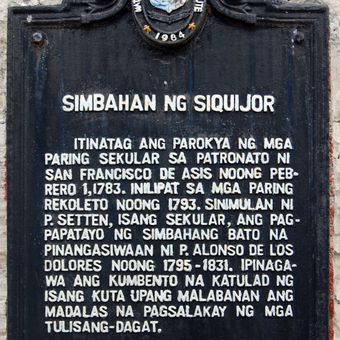 1984
SIMBAHAN NG SIQUIJOR
ITINATAG ANG PAROKYA NG MGA
PARING SEKULAR SA PATRONATO NI
SAN FRANCISCO DE ASIS NOONG PEB-
RERO 1,1783. INILIPAT SA MGA PARING
REKOLETO NOONG 1793. SINIMULAN NI
P. SETTEN, ISANG SEKULAR, ANG PAG-
PAPATAYO NG SIMBAHANG BATO NA
PINANGASIWAAN NI P. ALONSO DE LOS
DOLORES NOONG 1795-1831. IPINAGA-
WA ANG KUMBENTO NA KATULAD NG
ISANG KUTA UPANG MALABANAN ANG
MADALAS NA PAGSALAKAY NG MGA
TULISANG-DAGAT.